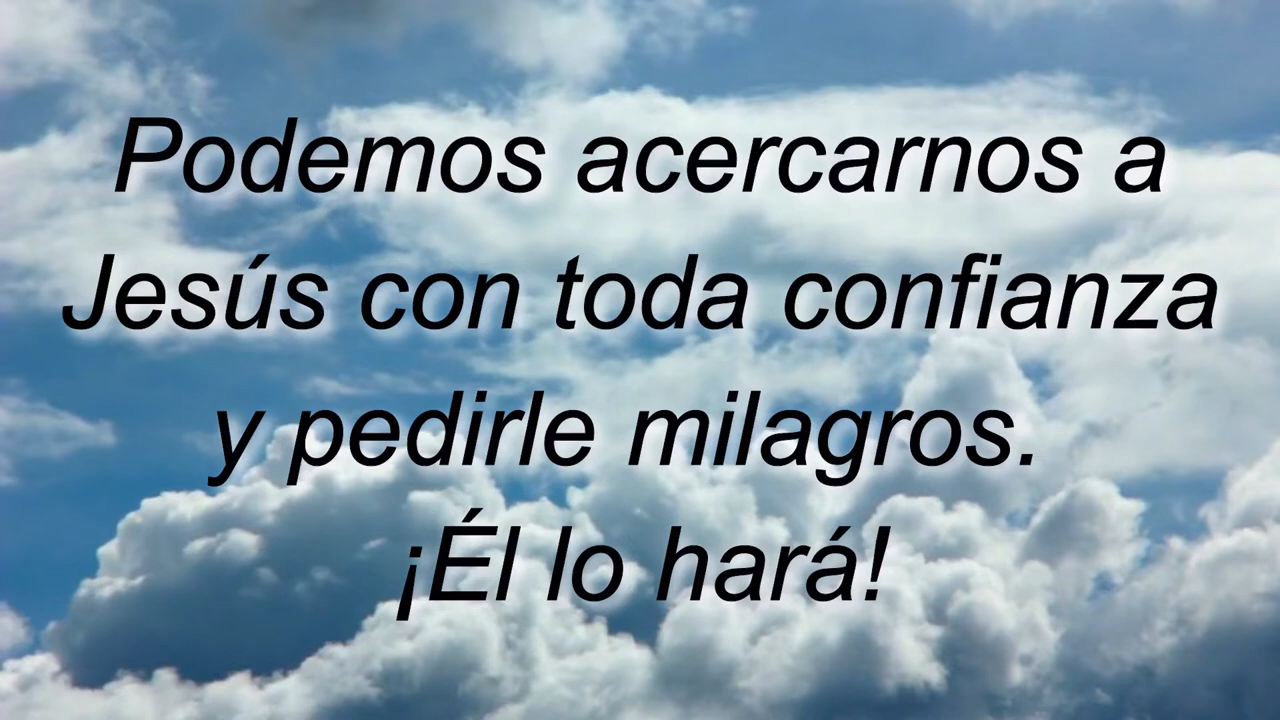 Podemos acercarnos a
Jesús con toda confianza
y pedirle milagros.
¡Él lo hará!